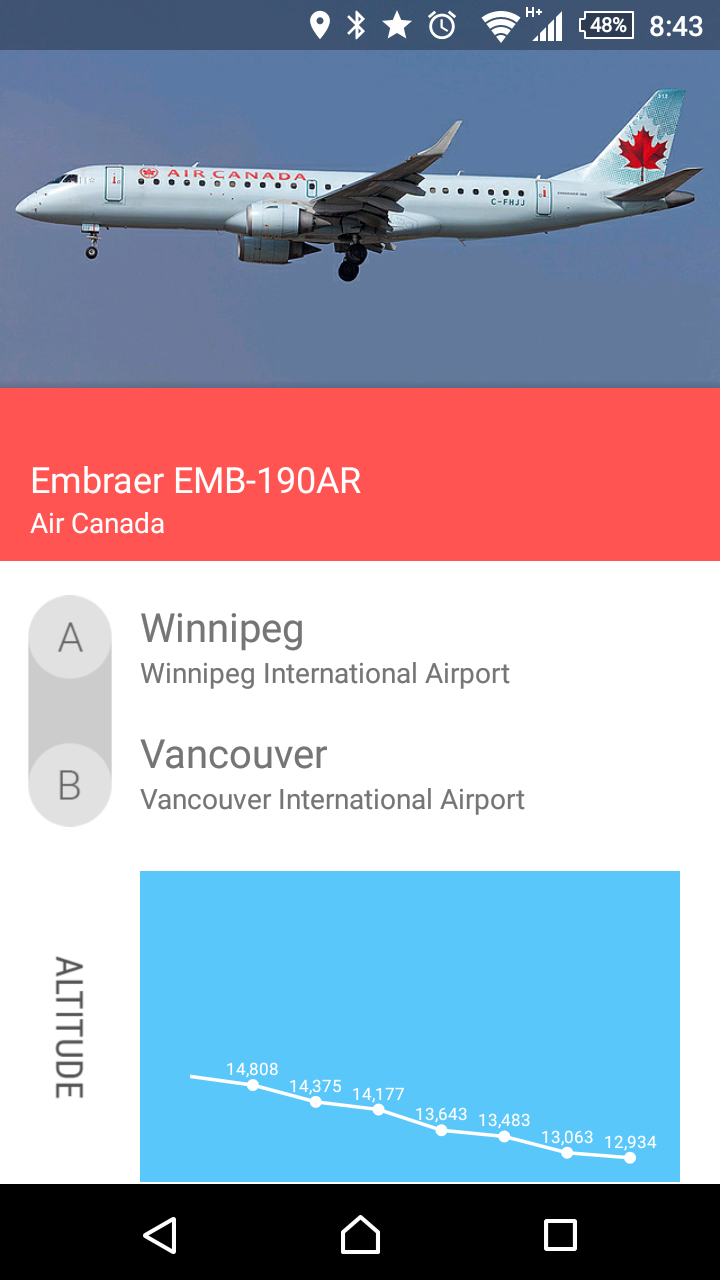 H+ 48% 8:43
AIR CANADA
C-FHJJ
Embraer EMB-190AR
Air Canada
A
Winnipeg
Winnipeg International Airport
B
Vancouver
Vancouver International Airport
ALTITUDE
14,808
14,375
14,177
13,643
13,483
13,063
12,934